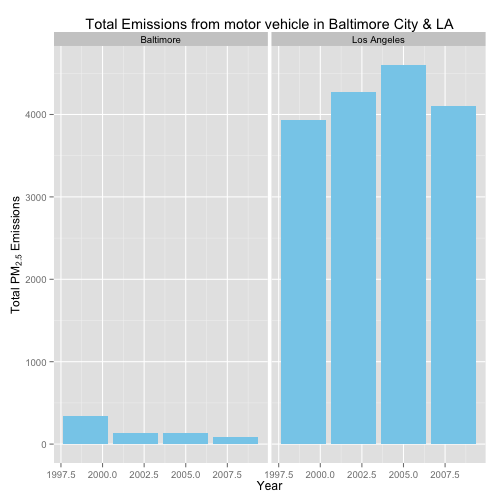 Total Emissions from motor vehicle in Baltimore City & LA
Baltimore
Los Angeles
Total PM2.5 Emissions
4000
3000
2000
1000
0
1997.5 2000.0 2002.5 2005.0 2007.5
1997.5 2000.0 2002.5 2005.0 2007.5
Year